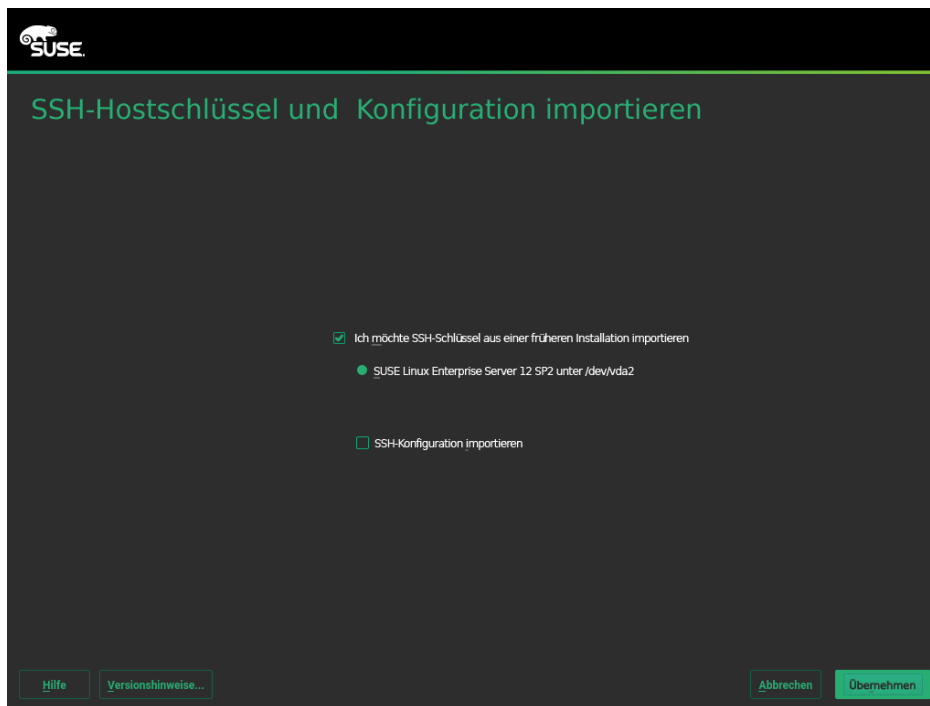 SUSE.
SSH-Hostschlüssel und  Konfiguration importieren
Ich möchte SSH-Schlüssel aus einer früheren Installation importieren
SUSE Linux Enterprise Server 12 SP2 unter /dev/vda2
SSH-Konfiguration importieren
Hilfe
Versionshinweise...
Abbrechen
Übernehmen